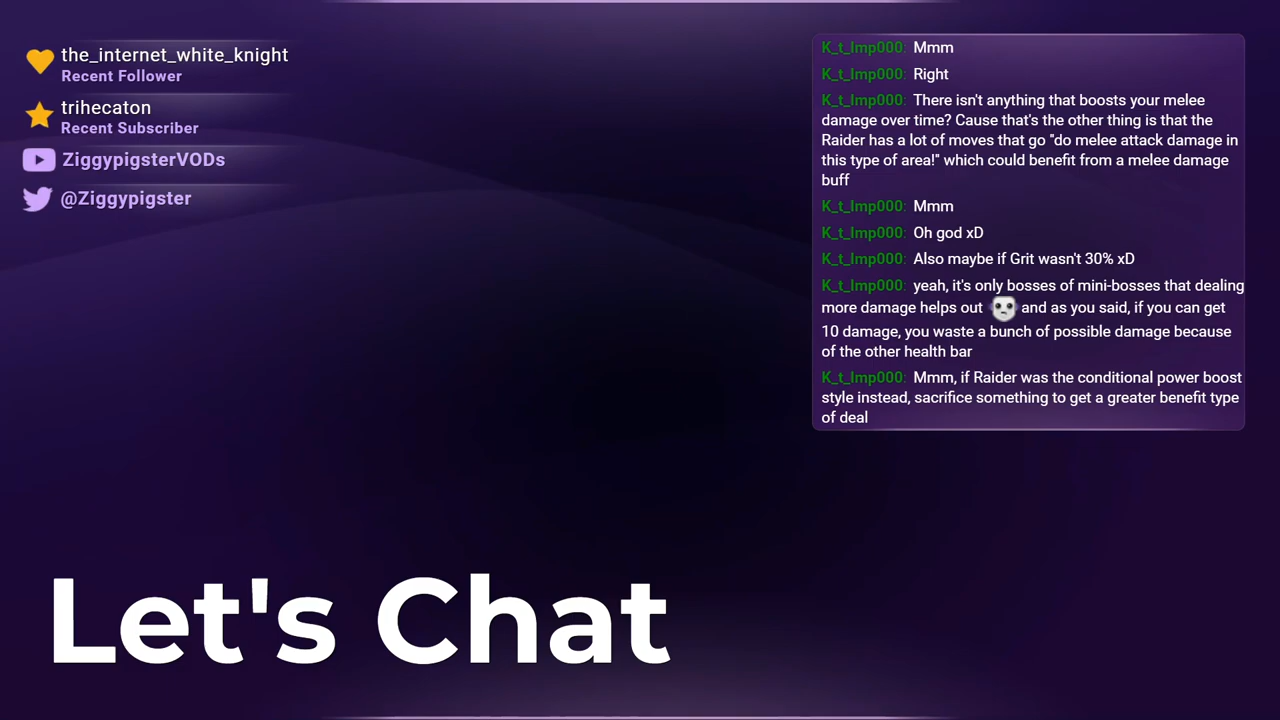 the_internet_white_knight
Recent Follower
trihecaton
Recent Subscriber
ZiggypigsterVODs
@Ziggypigster
K_t_Imp000: Mmm
K_t_Imp000: Right
K_t_Imp000: There isn't anything that boosts your melee
damage over time? Cause that's the other thing is that the
Raider has a lot of moves that go "do melee attack damage in
this type of area!" which could benefit from a melee damage
buff
K_t_Imp000: Mmm
K_t_Imp000: Oh god xD
K_t_Imp000: Also maybe if Grit wasn't 30% xD
K_t_Imp000: yeah, it's only bosses of mini-bosses that dealing
more damage helps out and as you said, if you can get
10 damage, you waste a bunch of possible damage because
of the other health bar
K_t_Imp000: Mmm, if Raider was the conditional power boost
style instead, sacrifice something to get a greater benefit type
of deal
Let's Chat